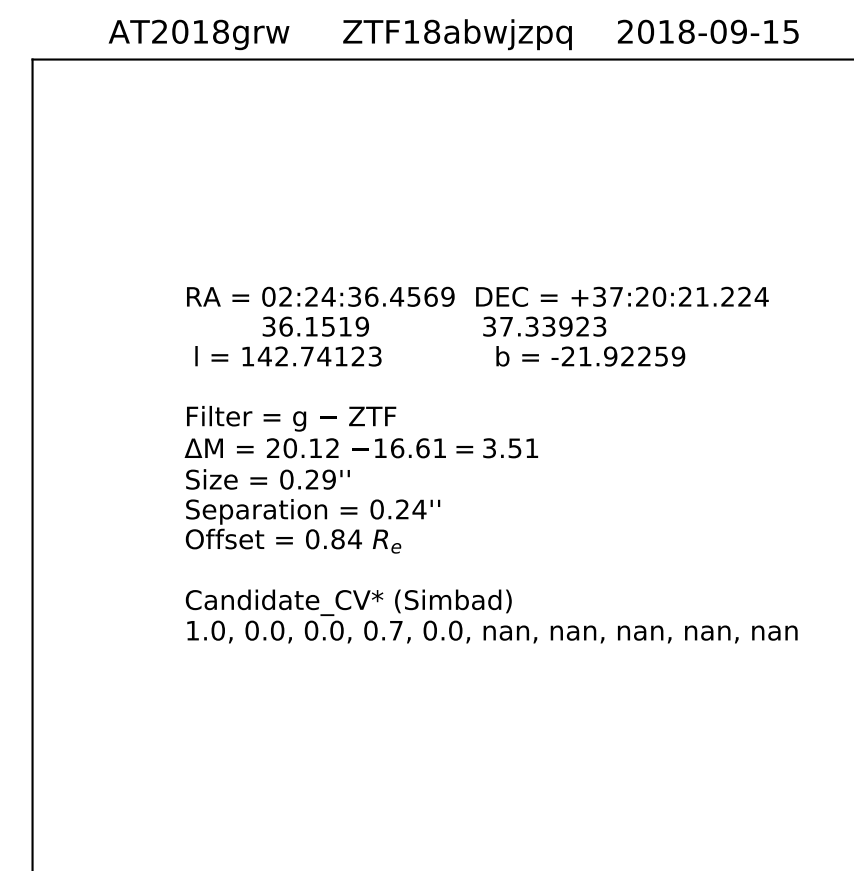 AT2018grw ZTF18abwjzpq 2018-09-15
RA = 02:24:36.4569 DEC = +37:20:21.224
36.1519 37.33923
l = 142.74123 b = -21.92259
Filter = g − ZTF
ΔM = 20.12 −16.61 = 3.51
Size = 0.29''
Separation = 0.24''
Offset = 0.84 Rₑ
Candidate_CV* (Simbad)
1.0, 0.0, 0.0, 0.7, 0.0, nan, nan, nan, nan, nan